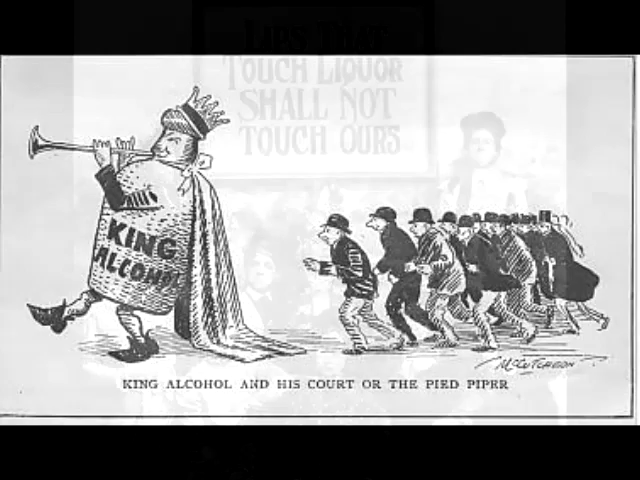 LIPS THAT
TOUCH LIQUOR
SHALL NOT
TOUCH OURS
KING
ALCOHOL
McCUTCHEON
KING ALCOHOL AND HIS COURT OR THE PIED PIPER